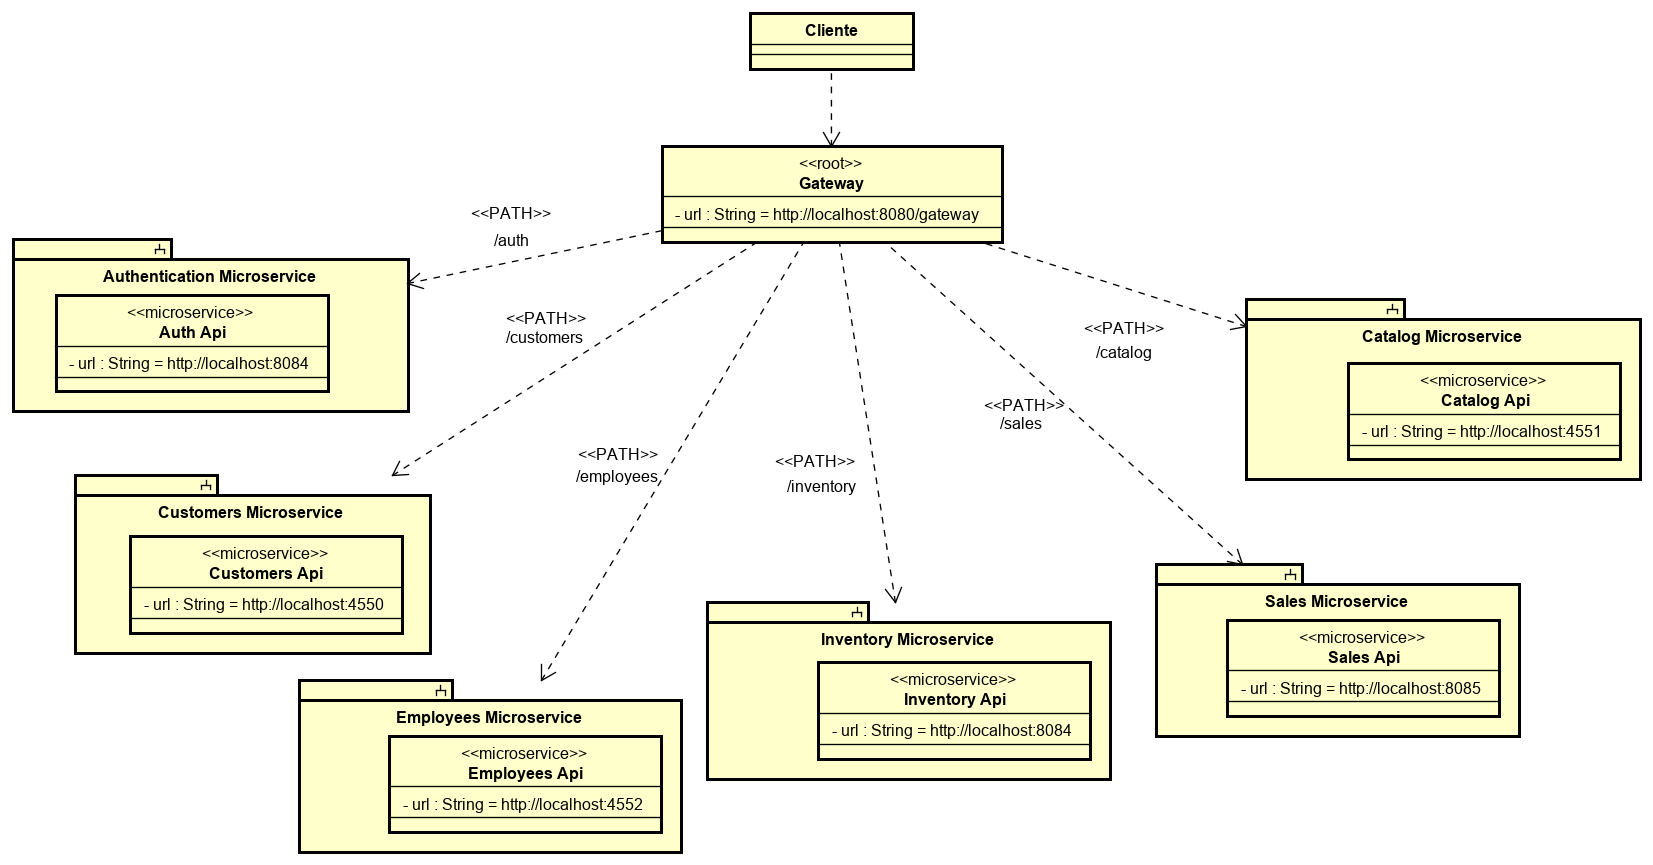 Cliente
<<root>>
Gateway
- url : String = http://localhost:8080/gateway
<<PATH>>
/auth
Authentication Microservice
<<microservice>>
Auth Api
- url : String = http://localhost:8084
<<PATH>>
/customers
Customers Microservice
<<microservice>>
Customers Api
- url : String = http://localhost:4550
<<PATH>>
/employees
Employees Microservice
<<microservice>>
Employees Api
- url : String = http://localhost:4552
<<PATH>>
/inventory
Inventory Microservice
<<microservice>>
Inventory Api
- url : String = http://localhost:8084
<<PATH>>
/sales
Sales Microservice
<<microservice>>
Sales Api
- url : String = http://localhost:8085
<<PATH>>
/catalog
Catalog Microservice
<<microservice>>
Catalog Api
- url : String = http://localhost:4551